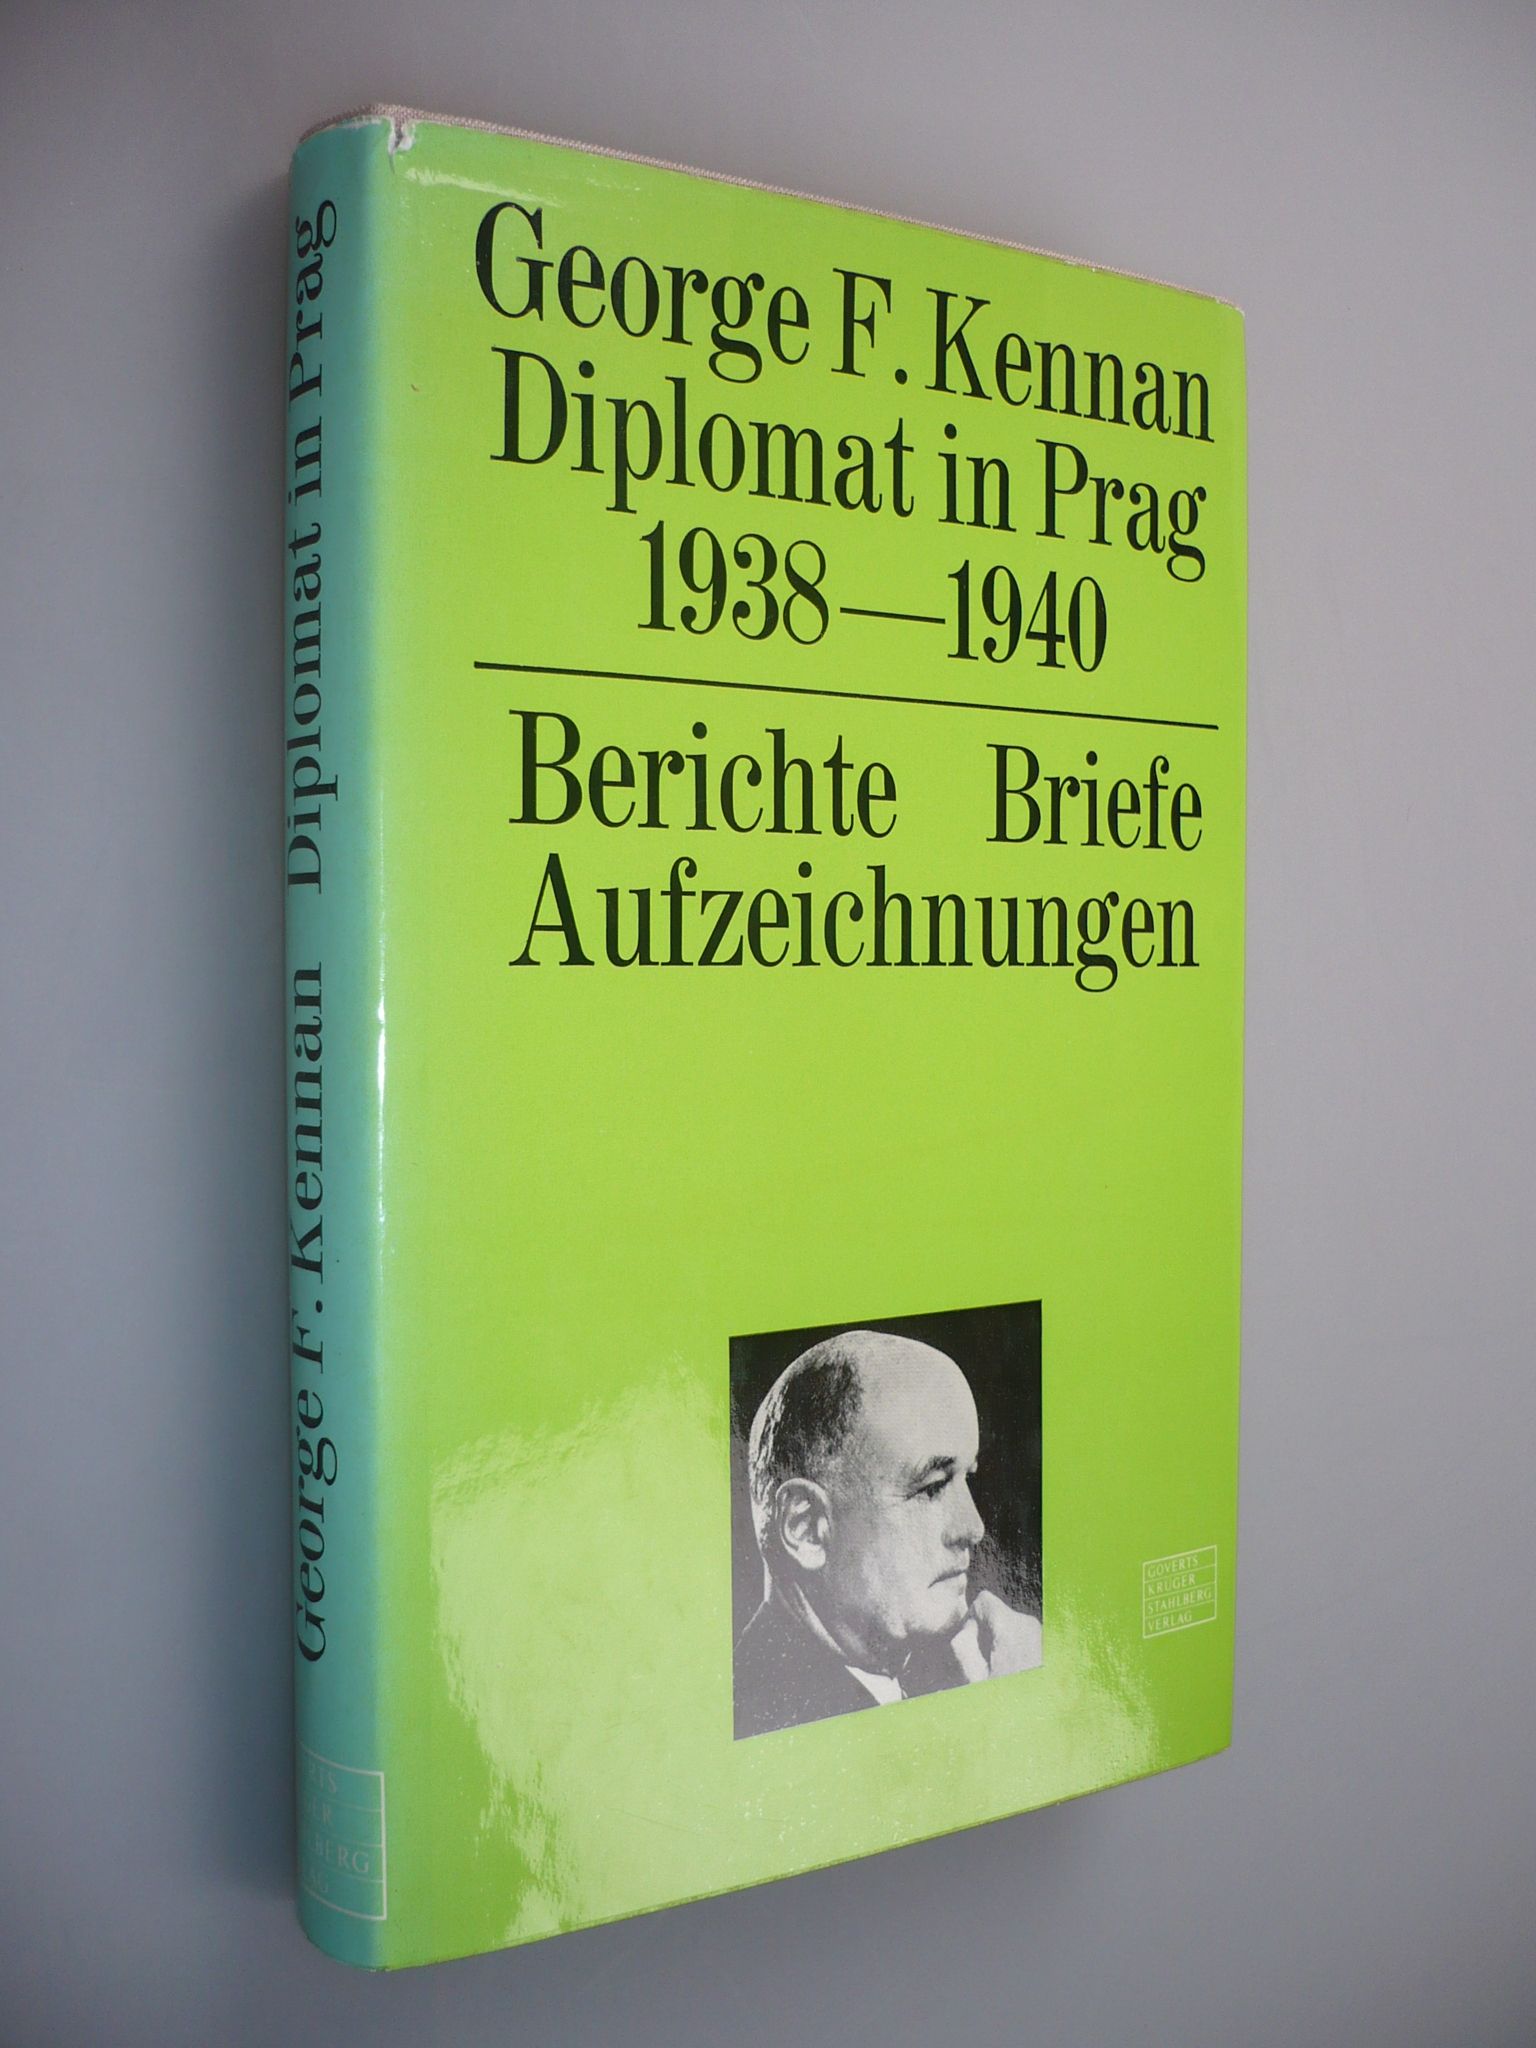 George F. Kennan
Diplomat in Prag
1938—1940
Berichte Briefe
Aufzeichnungen
GOVERTS
KRÜGER
STAHLBERG
VERLAG
George F. Kennan Diplomat in Prag